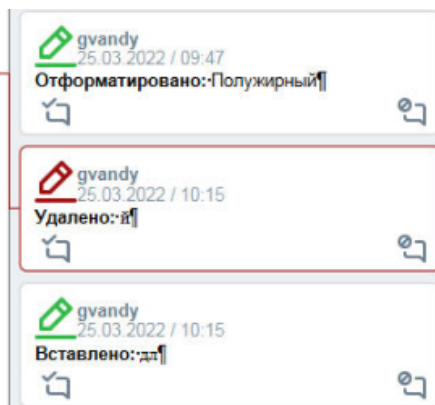 gvandy
25.03.2022 / 09:47
Отформатировано:·Полужирный¶
gvandy
25.03.2022 / 10:15
Удалено:·й¶
gvandy
25.03.2022 / 10:15
Вставлено:·дл¶